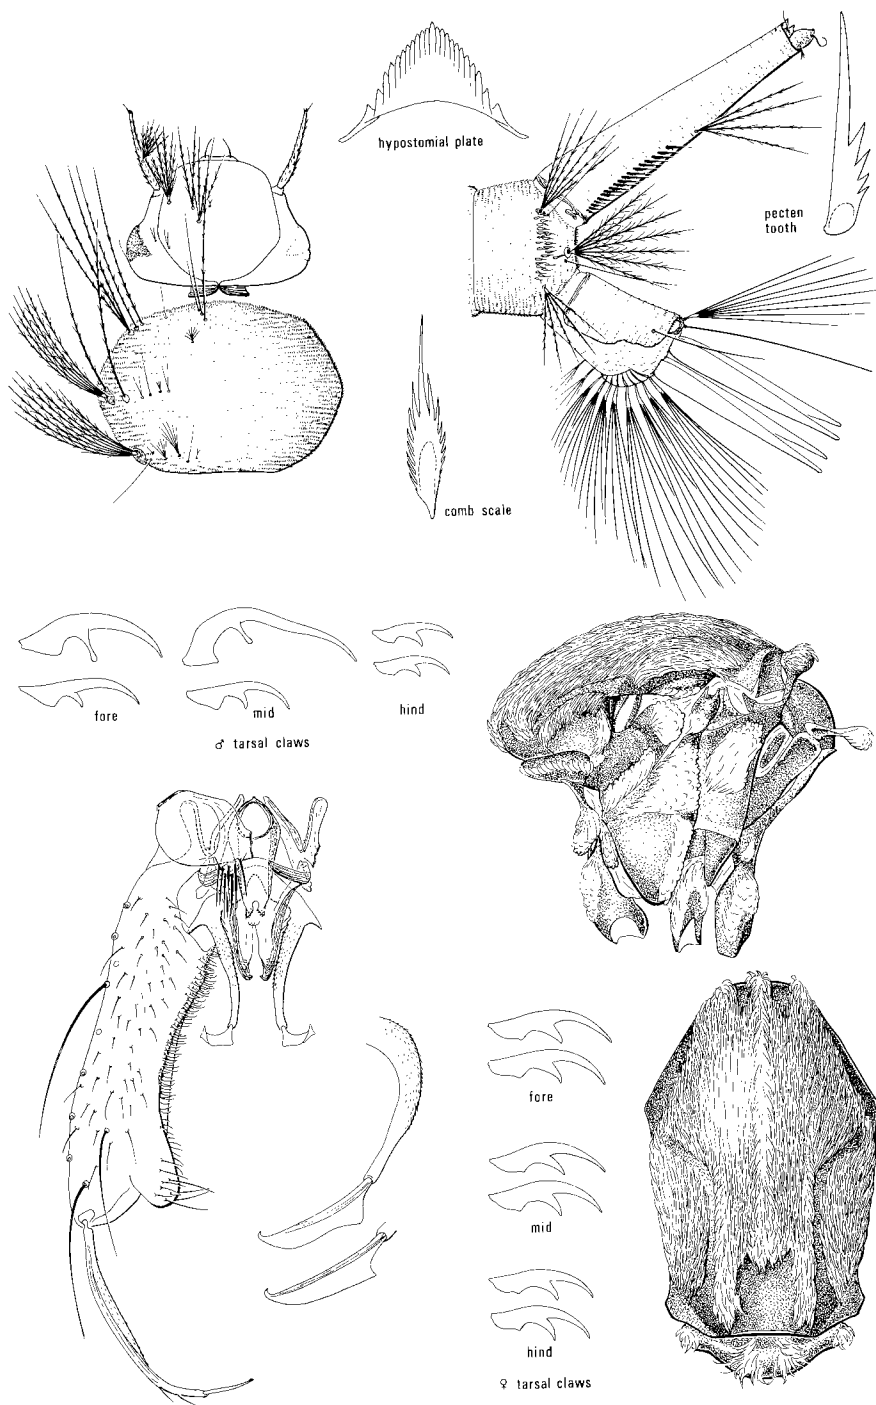 hypostomial plate
pecten
tooth
comb scale
fore
mid
hind
♂ tarsal claws
fore
mid
hind
♀ tarsal claws